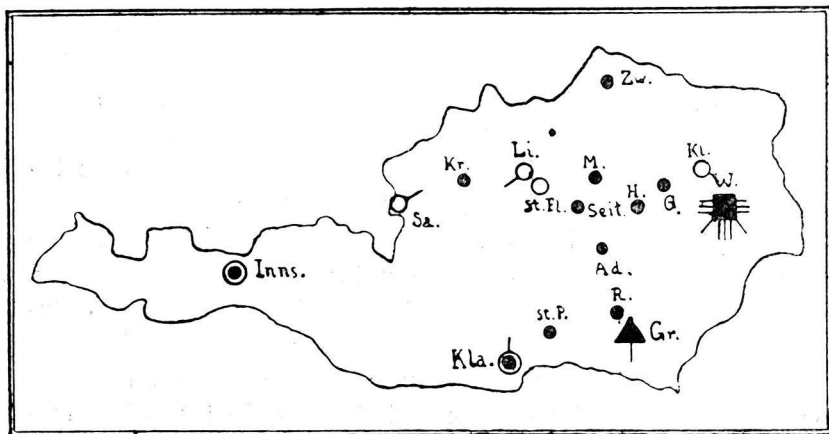 Zw.
Kr.
Li.
M.
Kl.
W.
Sa.
St.Fl.
Seit.
H.
G.
Inns.
Ad.
R.
St.P.
Gr.
Kla.